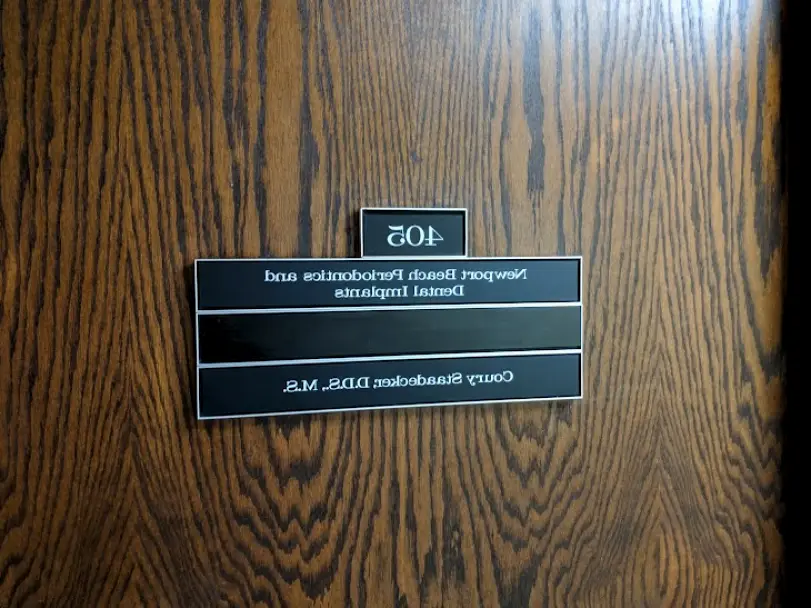 405
Newport Beach Periodontics and
Dental Implants
Coury Staadecker, D.D.S., M.S.